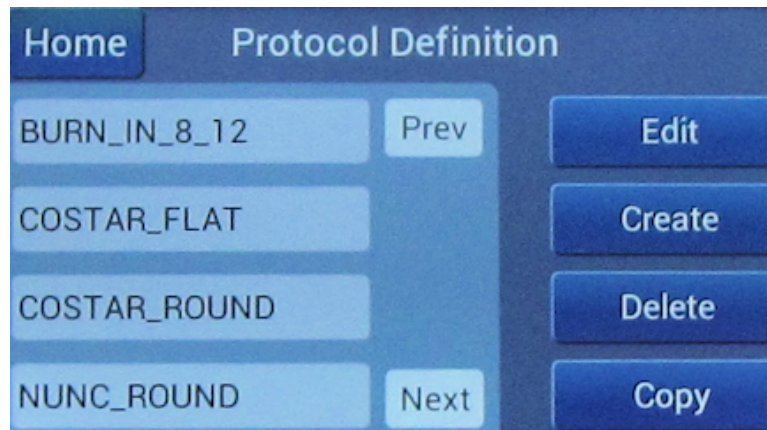 Home Protocol Definition
BURN_IN_8_12 Prev Edit
COSTAR_FLAT Create
COSTAR_ROUND Delete
NUNC_ROUND Next Copy